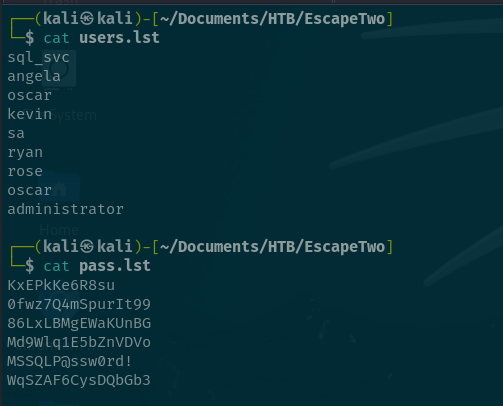 ┌──(kali㉿kali)-[~/Documents/HTB/EscapeTwo]
└─$ cat users.lst
sql_svc
angela
oscar
kevin
sa
ryan
rose
oscar
administrator
Home
┌──(kali㉿kali)-[~/Documents/HTB/EscapeTwo]
└─$ cat pass.lst
KxEPkKe6R8su
0fwz7Q4mSpurIt99
86LxLBMgEWaKUnBG
Md9Wlq1E5bZnVDVo
MSSQLP@ssw0rd!
WqSZAF6CysDQbGb3